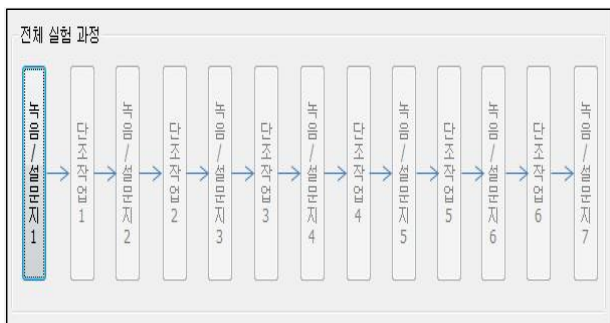 전체 실험 과정
녹음/설문지1
단조작업1
녹음/설문지2
단조작업2
녹음/설문지3
단조작업3
녹음/설문지4
단조작업4
녹음/설문지5
단조작업5
녹음/설문지6
단조작업6
녹음/설문지7